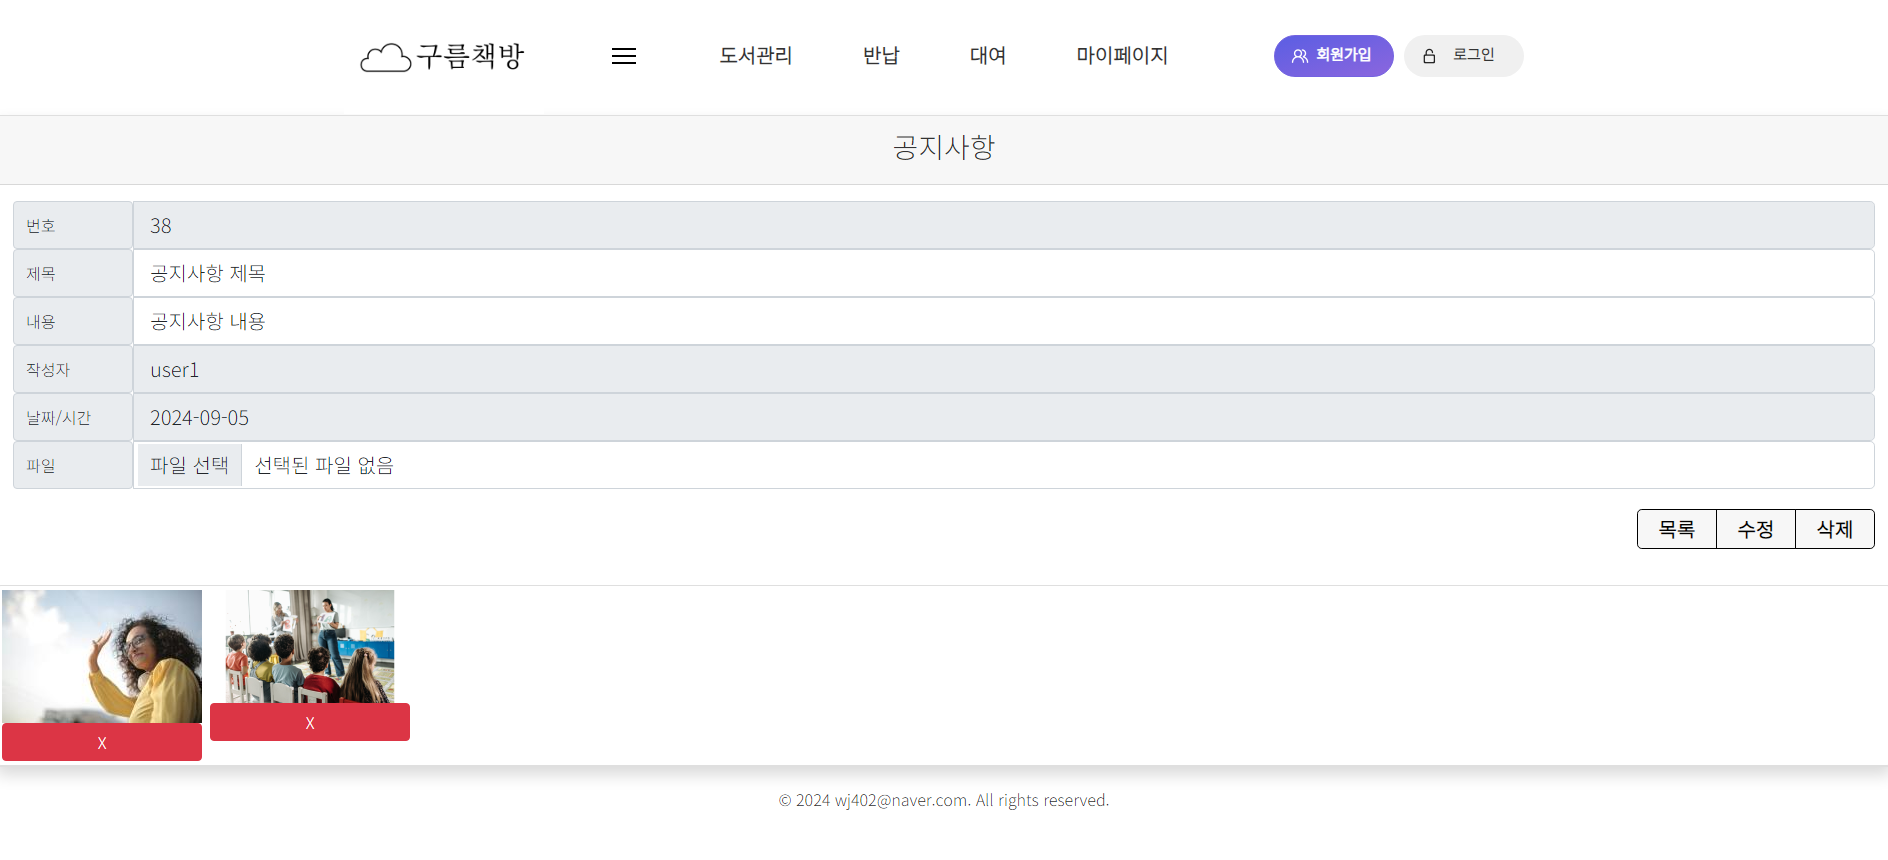 구름책방
도서관리
반납
대여
마이페이지
회원가입
로그인
공지사항
번호 38
제목 공지사항 제목
내용 공지사항 내용
작성자 user1
날짜/시간 2024-09-05
파일 파일 선택 선택된 파일 없음
목록 수정 삭제
X
X
© 2024 wj402@naver.com. All rights reserved.